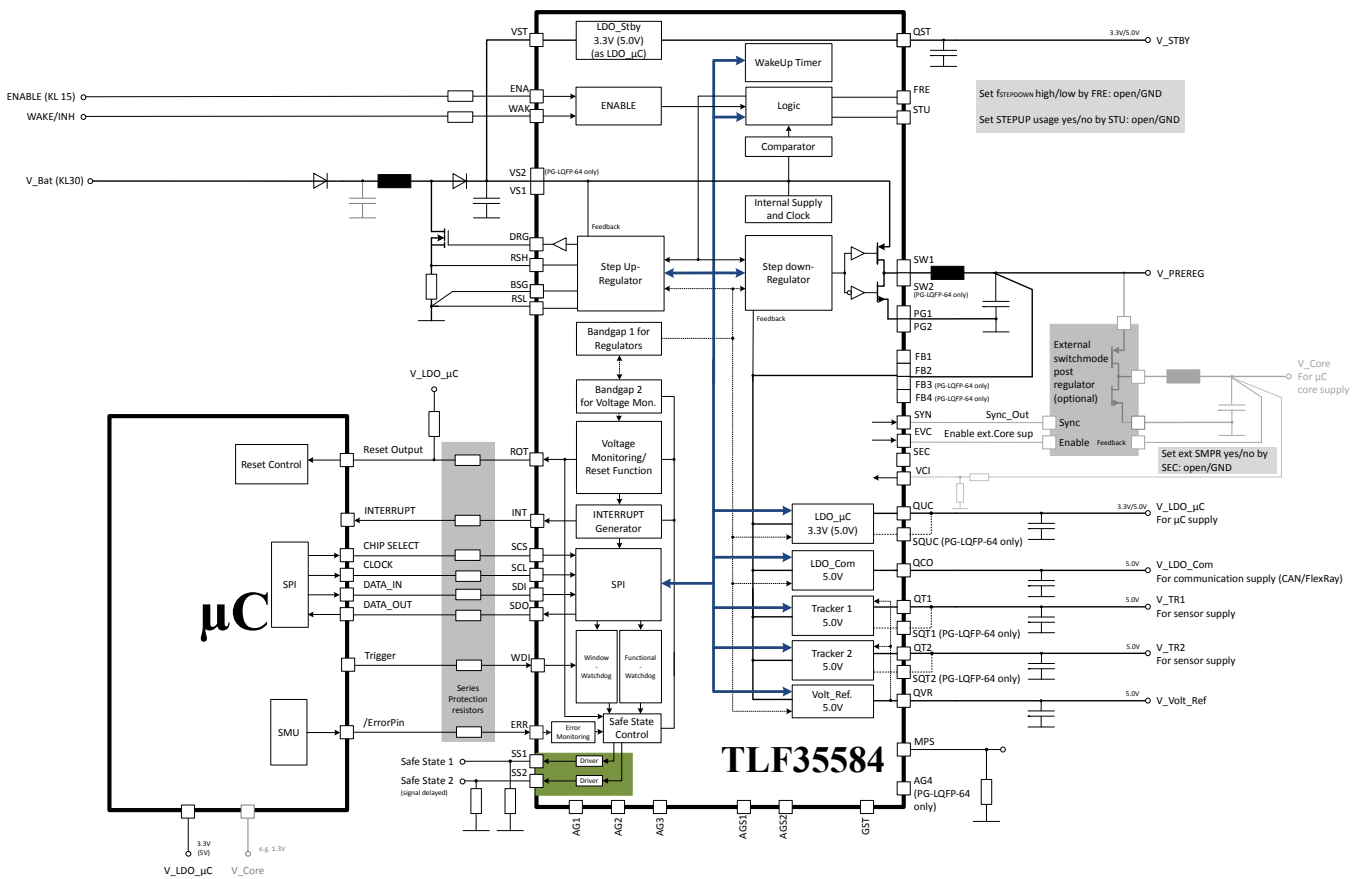 VST
LDO_Stby
3.3V (5.0V)
(as LDO_µC)
QST
3.3V/5.0V
V_STBY
WakeUp Timer
ENABLE (KL 15)
WAKE/INH
ENA
WAK
ENABLE
Logic
FRE
STU
Set fSTEPDOWN high/low by FRE: open/GND
Set STEPUP usage yes/no by STU: open/GND
Comparator
V_Bat (KL30)
VS2
(PG-LQFP-64 only)
VS1
Internal Supply
and Clock
Feedback
DRG
RSH
BSG
RSL
Step Up-
Regulator
Step down-
Regulator
Feedback
SW1
SW2
(PG-LQFP-64 only)
PG1
PG2
V_PREREG
Bandgap 1 for
Regulators
Bandgap 2
for Voltage Mon.
FB1
FB2
FB3 (PG-LQFP-64 only)
FB4 (PG-LQFP-64 only)
External
switchmode
post
regulator
(optional)
Sync
Enable
Feedback
V_Core
For µC
core supply
SYN
Sync_Out
EVC
Enable ext.Core sup
SEC
VCI
Set ext SMPR yes/no by
SEC: open/GND
V_LDO_µC
Reset Control
Reset Output
ROT
Voltage
Monitoring/
Reset Function
INTERRUPT
INT
INTERRUPT
Generator
LDO_µC
3.3V (5.0V)
QUC
SQUC (PG-LQFP-64 only)
3.3V/5.0V
V_LDO_µC
For µC supply
µC
SPI
CHIP SELECT
CLOCK
DATA_IN
DATA_OUT
SCS
SCL
SDI
SDO
SPI
LDO_Com
5.0V
QCO
5.0V
V_LDO_Com
For communication supply (CAN/FlexRay)
Tracker 1
5.0V
QT1
SQT1 (PG-LQFP-64 only)
5.0V
V_TR1
For sensor supply
Tracker 2
5.0V
QT2
SQT2 (PG-LQFP-64 only)
5.0V
V_TR2
For sensor supply
Trigger
WDI
Window
-
Watchdog
Functional
-
Watchdog
Volt_Ref.
5.0V
QVR
5.0V
V_Volt_Ref
Series
Protection
resistors
SMU
/ErrorPin
ERR
Error
Monitoring
Safe State
Control
TLF35584
MPS
Safe State 1
SS1
Driver
Safe State 2
(signal delayed)
SS2
Driver
AG4
(PG-LQFP-64
only)
AG1
AG2
AG3
AGS1
AGS2
GST
3.3V
(5V)
V_LDO_µC
e.g. 1.3V
V_Core